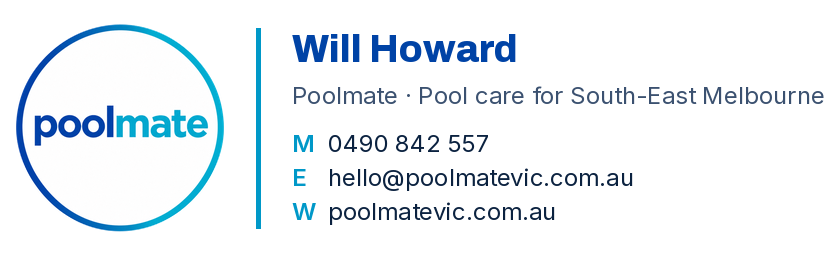 poolmate
Will Howard
Poolmate · Pool care for South-East Melbourne
M 0490 842 557
E hello@poolmatevic.com.au
W poolmatevic.com.au